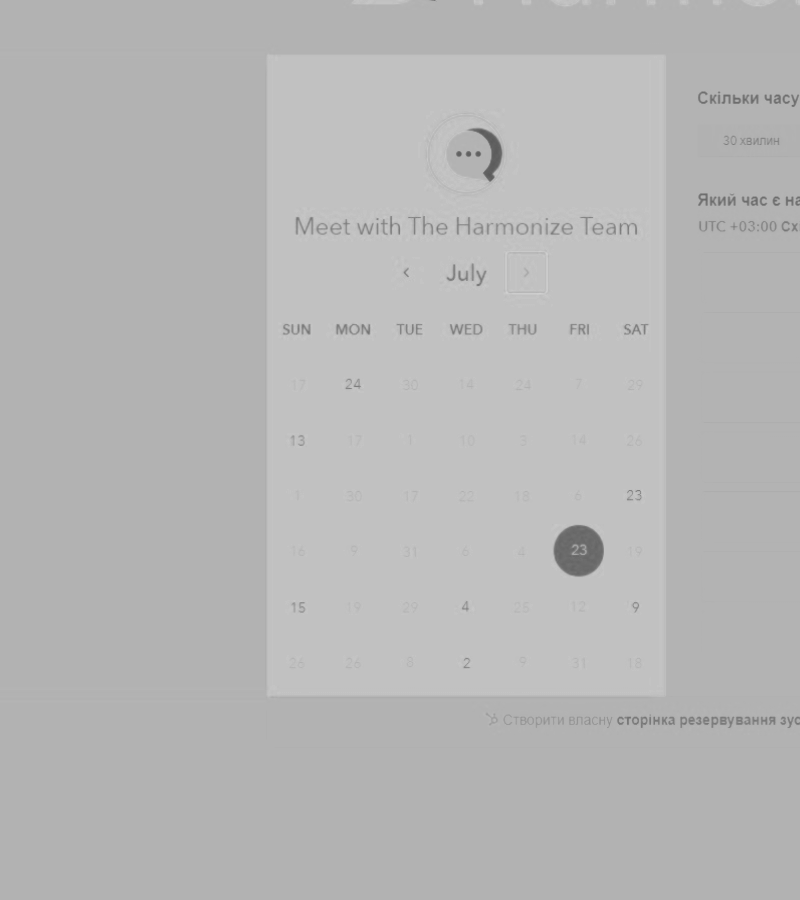 Скільки часу
30 хвилин
Meet with The Harmonize Team
Який час є на
UTC +03:00 Сх
July
SUN MON TUE WED THU FRI SAT
17 24 30 14 24 7 29
13 17 1 10 3 14 26
1 30 17 22 18 6 23
16 9 31 6 4 23 19
15 19 29 4 25 12 9
26 26 8 2 9 31 18
Створити власну сторінка резервування зус